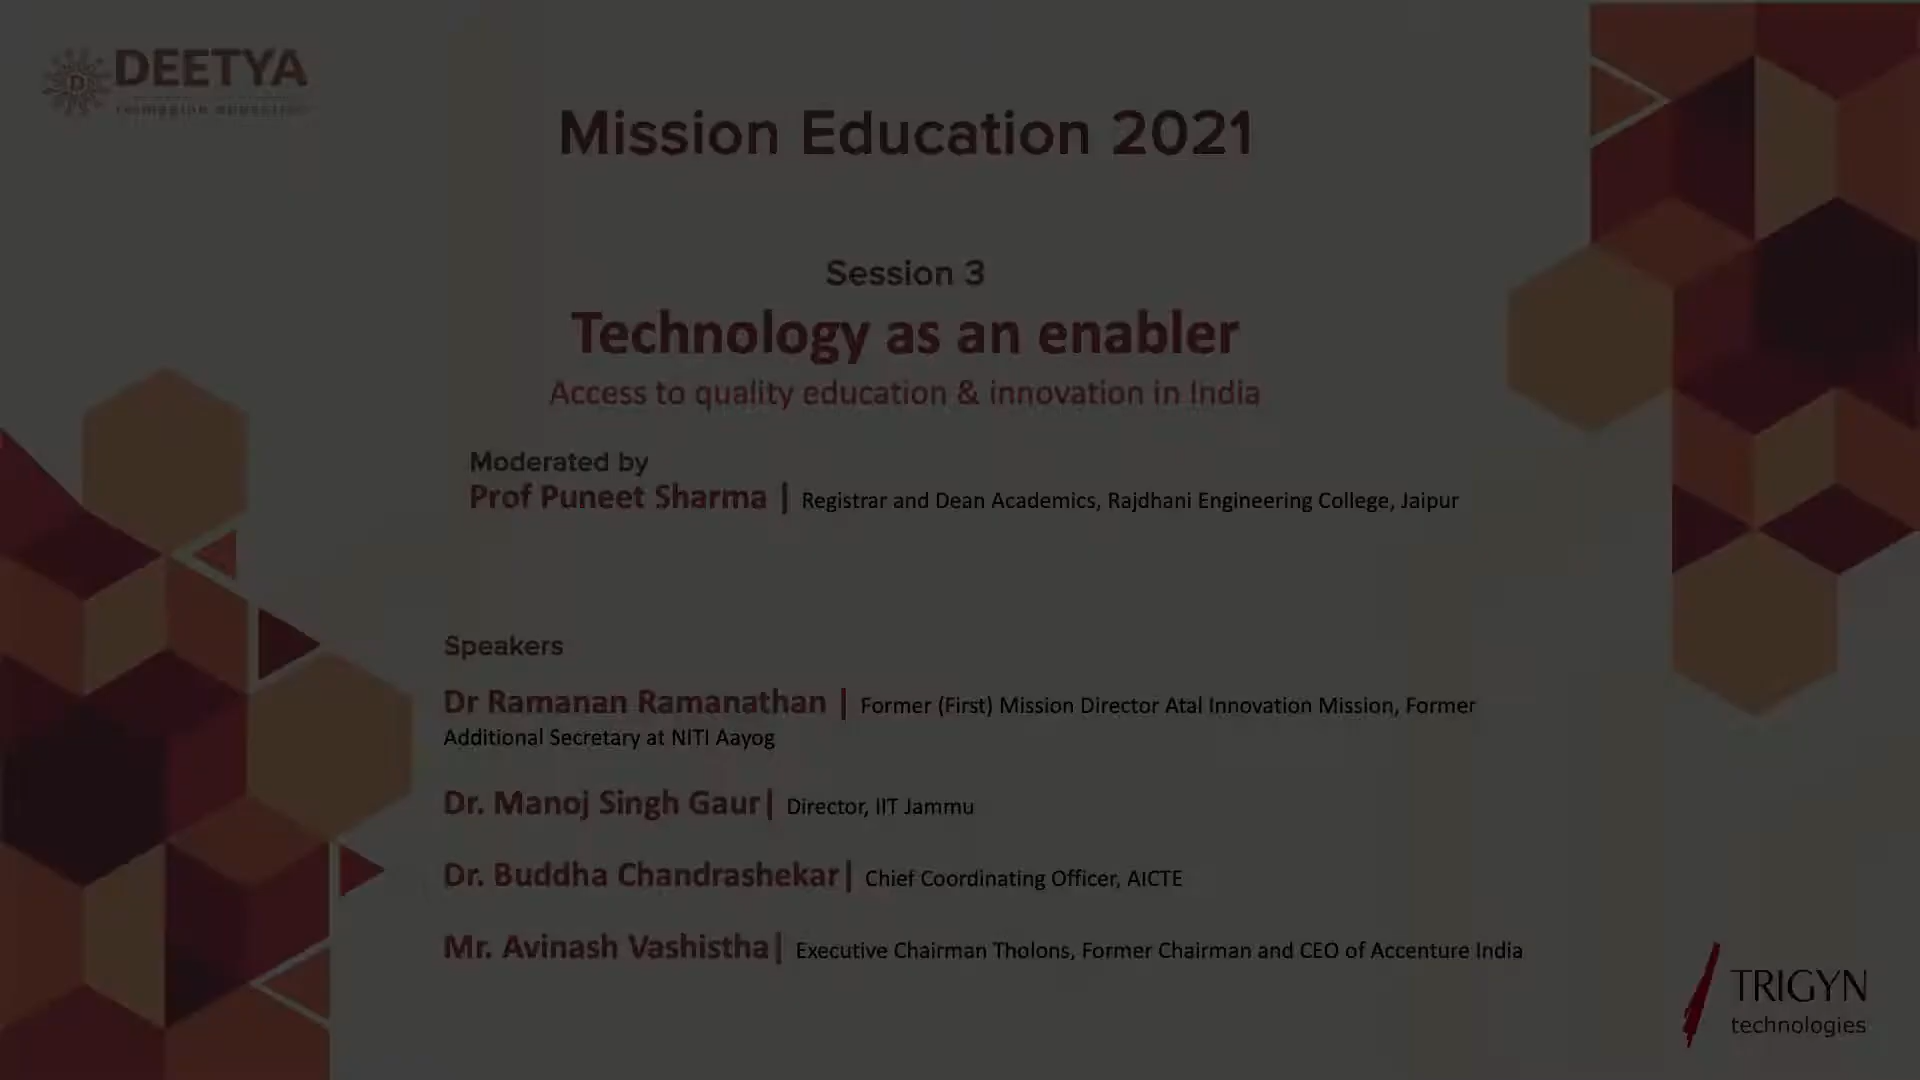 DEETYA
Mission Education 2021
Session 3
Technology as an enabler
Access to quality education & innovation in India
Moderated by
Prof Puneet Sharma | Registrar and Dean Academics, Rajdhani Engineering College, Jaipur
Speakers
Dr Ramanan Ramanathan | Former (First) Mission Director Atal Innovation Mission, Former
Additional Secretary at NITI Aayog
Dr. Manoj Singh Gaur| Director, IIT Jammu
Dr. Buddha Chandrashekar| Chief Coordinating Officer, AICTE
Mr. Avinash Vashistha| Executive Chairman Tholons, Former Chairman and CEO of Accenture India
TRIGYN
technologies